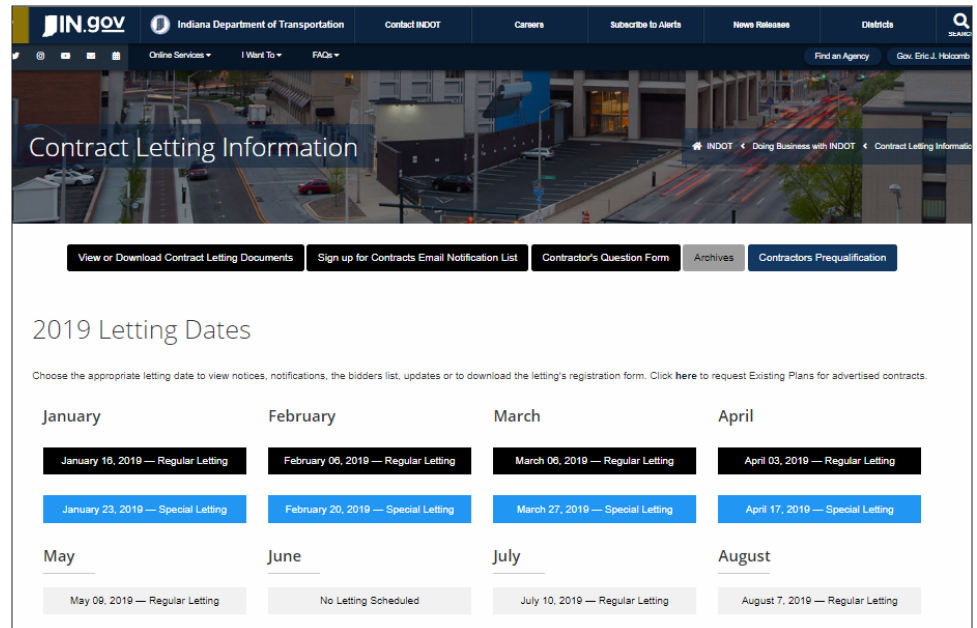 IN.gov
Indiana Department of Transportation
Contact INDOT
Careers
Subscribe to Alerts
News Releases
Districts
SEARCH
Online Services
I Want To
FAQs
Find an Agency
Gov. Eric J. Holcomb
Contract Letting Information
INDOT < Doing Business with INDOT < Contract Letting Informatio
View or Download Contract Letting Documents
Sign up for Contracts Email Notification List
Contractor's Question Form
Archives
Contractors Prequalification
2019 Letting Dates
Choose the appropriate letting date to view notices, notifications, the bidders list, updates or to download the letting's registration form. Click here to request Existing Plans for advertised contracts.
January
February
March
April
January 16, 2019 — Regular Letting
February 06, 2019 — Regular Letting
March 06, 2019 — Regular Letting
April 03, 2019 — Regular Letting
January 23, 2019 — Special Letting
February 20, 2019 — Special Letting
March 27, 2019 — Special Letting
April 17, 2019 — Special Letting
May
June
July
August
May 09, 2019 — Regular Letting
No Letting Scheduled
July 10, 2019 — Regular Letting
August 7, 2019 — Regular Letting